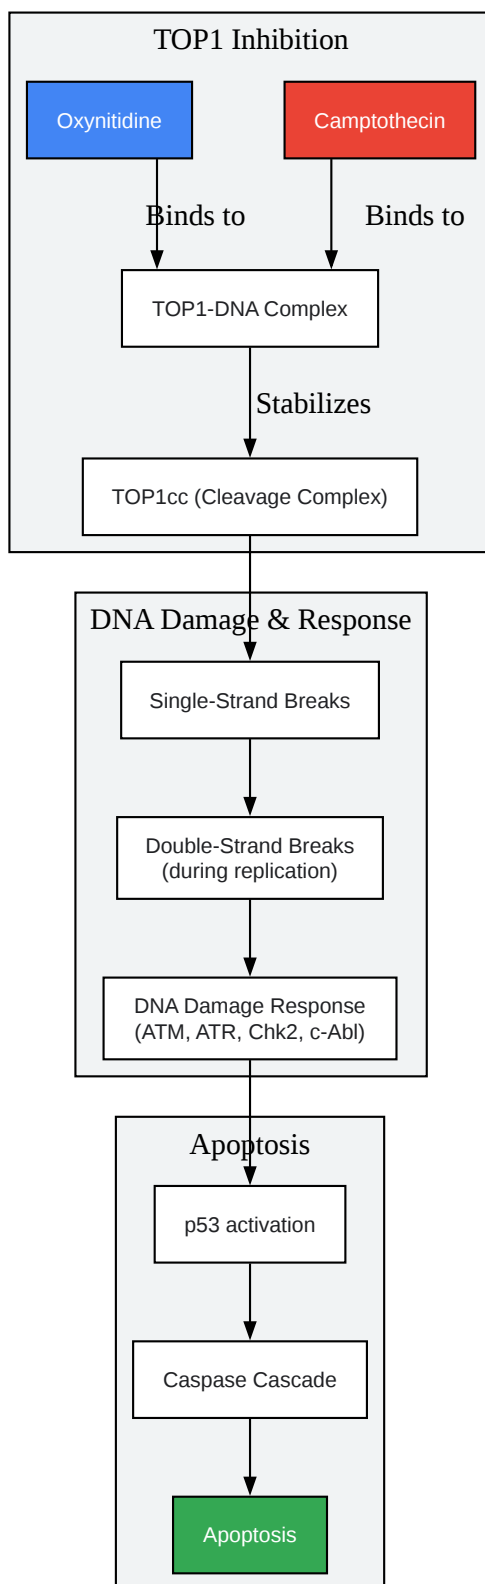 TOP1 Inhibition
Oxynitidine
Camptothecin
Binds to
Binds to
TOP1-DNA Complex
Stabilizes
TOP1cc (Cleavage Complex)
DNA Damage & Response
Single-Strand Breaks
Double-Strand Breaks
(during replication)
DNA Damage Response
(ATM, ATR, Chk2, c-Abl)
Apoptosis
p53 activation
Caspase Cascade
Apoptosis